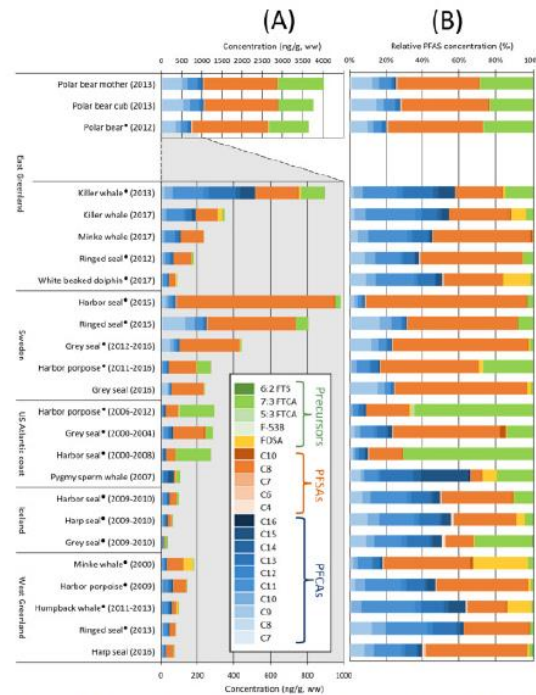 (A) (B)
Concentration (ng/g, ww) Relative PFAS concentration (‰)
0 500 1000 1500 2000 2500 3000 3500 4000 0 20% 40% 60% 80% 100%
Polar bear mother (2013)
Polar bear cub (2013)
Polar bear* (2012)
East Greenland
Killer whale* (2013)
Killer whale (2017)
Minke whale (2017)
Ringed seal* (2012)
White beaked dolphin* (2017)
Sweden
Harbor seal* (2015)
Ringed seal* (2015)
Grey seal* (2012-2016)
Harbor porpoise* (2011-2016)
Grey seal (2016)
US Atlantic coast
Harbor porpoise* (2006-2012)
Grey seal* (2000-2004)
Harbor seal* (2000-2008)
Pygmy sperm whale (2007)
Iceland
Harbor seal* (2009-2010)
Harp seal* (2009-2010)
Grey seal* (2009-2010)
West Greenland
Minke whale* (2000)
Harbor porpoise* (2009)
Humpback whale* (2011-2013)
Ringed seal* (2013)
Harp seal (2016)
6:2 FTS
7:3 FTCA
5:3 FTCA
F-53B
FOSA
Precursors
C10
C8
C7
C6
C4
PFSAs
C16
C15
C14
C13
C12
C11
C10
C9
C8
C7
PFCAs
0 200 400 600 800 1000 0 20% 40% 60% 80% 100%
Concentration (ng/g, ww)